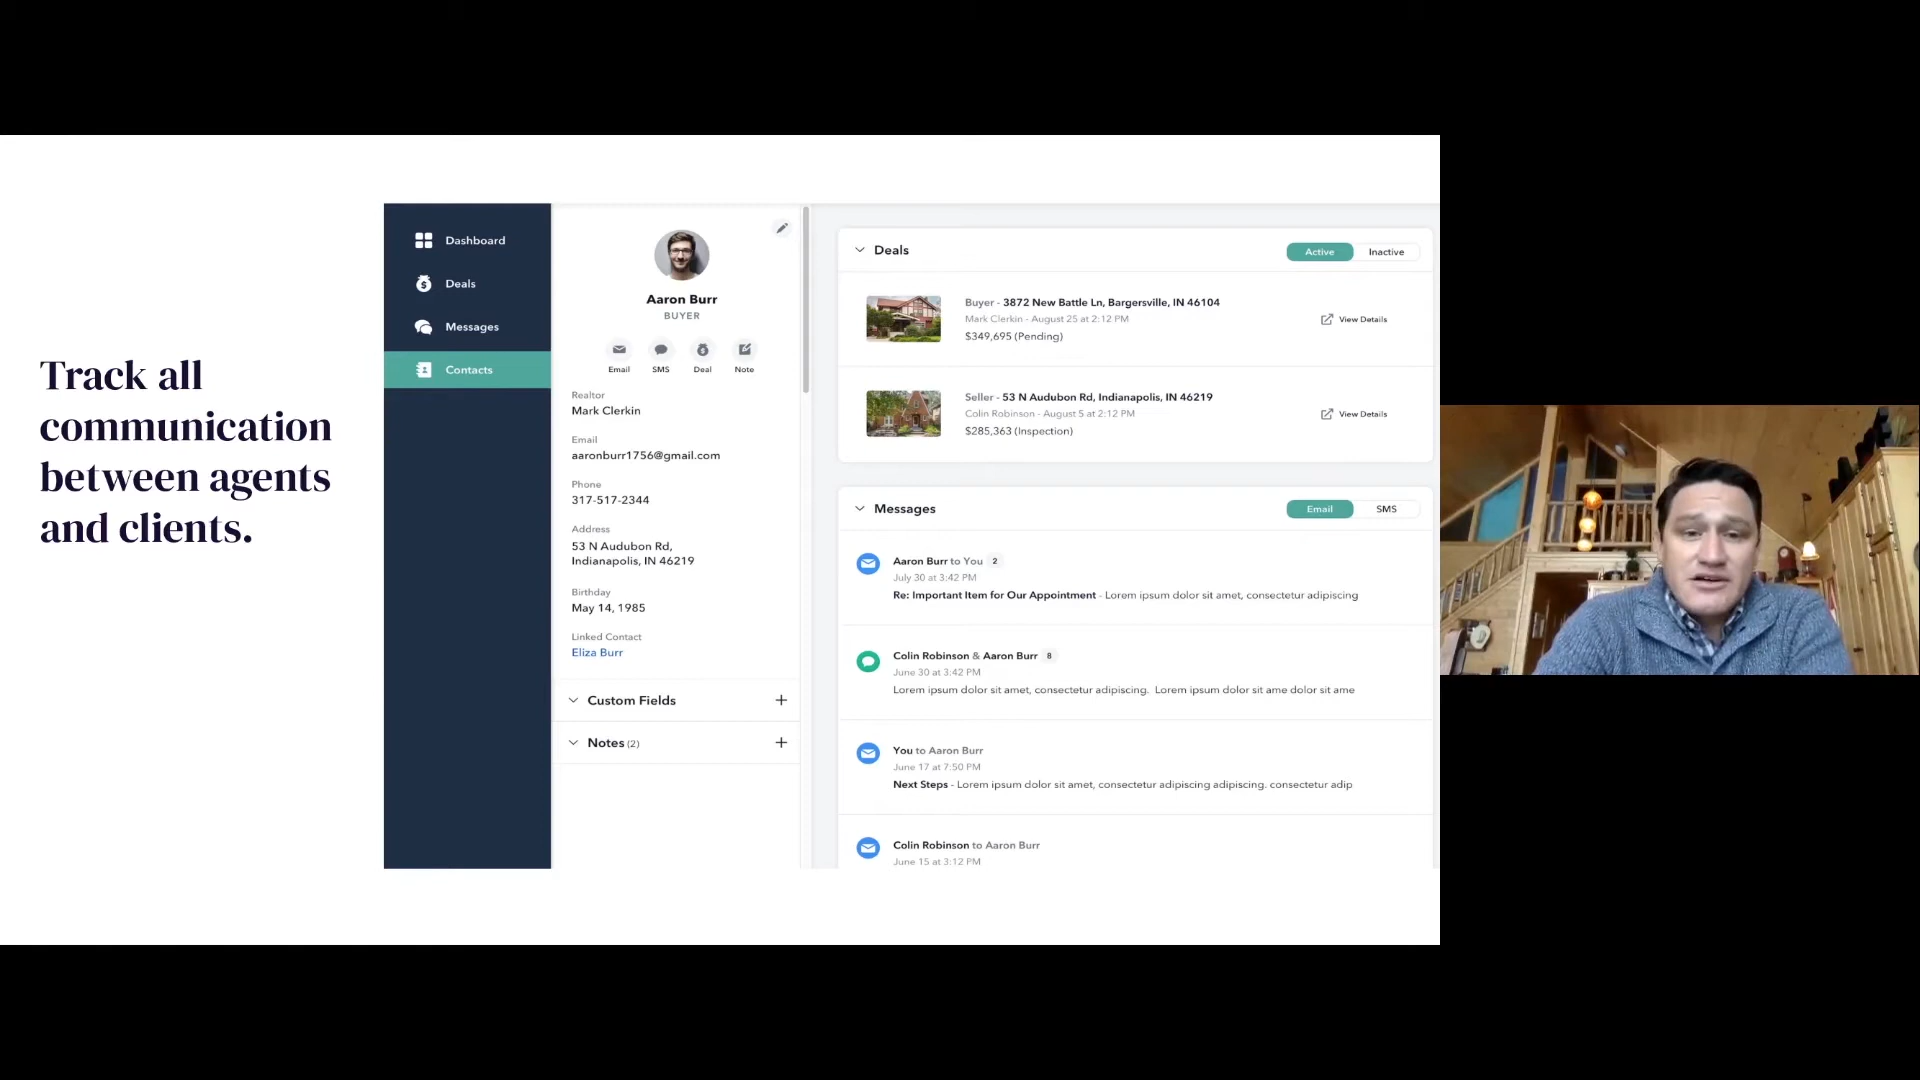 Track all
communication
between agents
and clients.
Dashboard
Deals
Messages
Contacts
Aaron Burr
BUYER
Email SMS Deal Note
Realtor
Mark Clerkin
Email
aaronburr1756@gmail.com
Phone
317-517-2344
Address
53 N Audubon Rd,
Indianapolis, IN 46219
Birthday
May 14, 1985
Linked Contact
Eliza Burr
Custom Fields
Notes (2)
Deals Active Inactive
Buyer - 3872 New Battle Ln, Bargersville, IN 46104
Mark Clerkin - August 25 at 2:12 PM
$349,695 (Pending)
View Details
Seller - 53 N Audubon Rd, Indianapolis, IN 46219
Colin Robinson - August 5 at 2:12 PM
$285,363 (Inspection)
View Details
Messages Email SMS
Aaron Burr to You 2
July 30 at 3:42 PM
Re: Important Item for Our Appointment - Lorem ipsum dolor sit amet, consectetur adipiscing
Colin Robinson & Aaron Burr 8
June 30 at 3:42 PM
Lorem ipsum dolor sit amet, consectetur adipiscing. Lorem ipsum dolor sit ame dolor sit ame
You to Aaron Burr
June 17 at 7:50 PM
Next Steps - Lorem ipsum dolor sit amet, consectetur adipiscing adipiscing. consectetur adip
Colin Robinson to Aaron Burr
June 15 at 3:12 PM